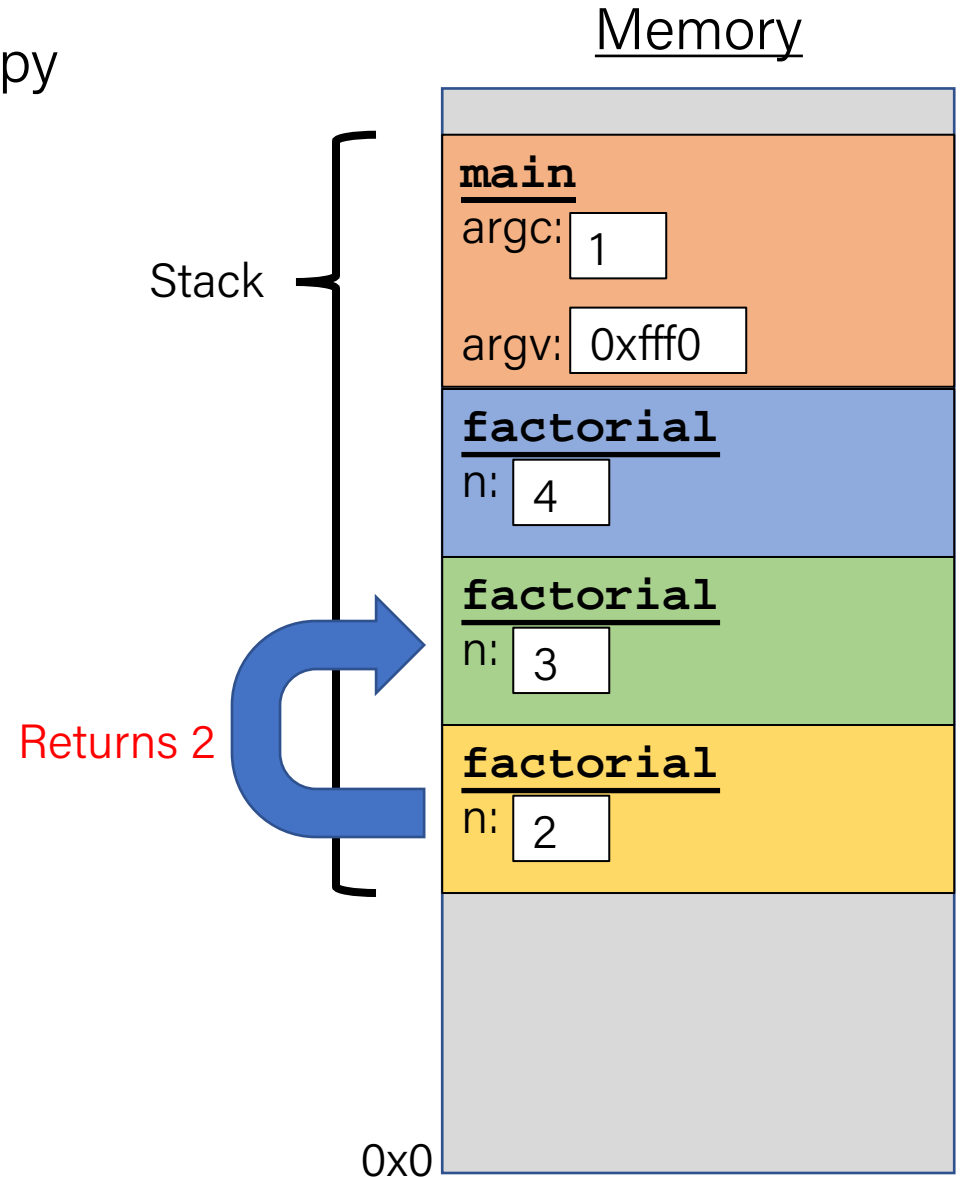 py
Memory
main
argc: 1
argv: 0xfff0
Stack
factorial
n: 4
factorial
n: 3
Returns 2
factorial
n: 2
0x0